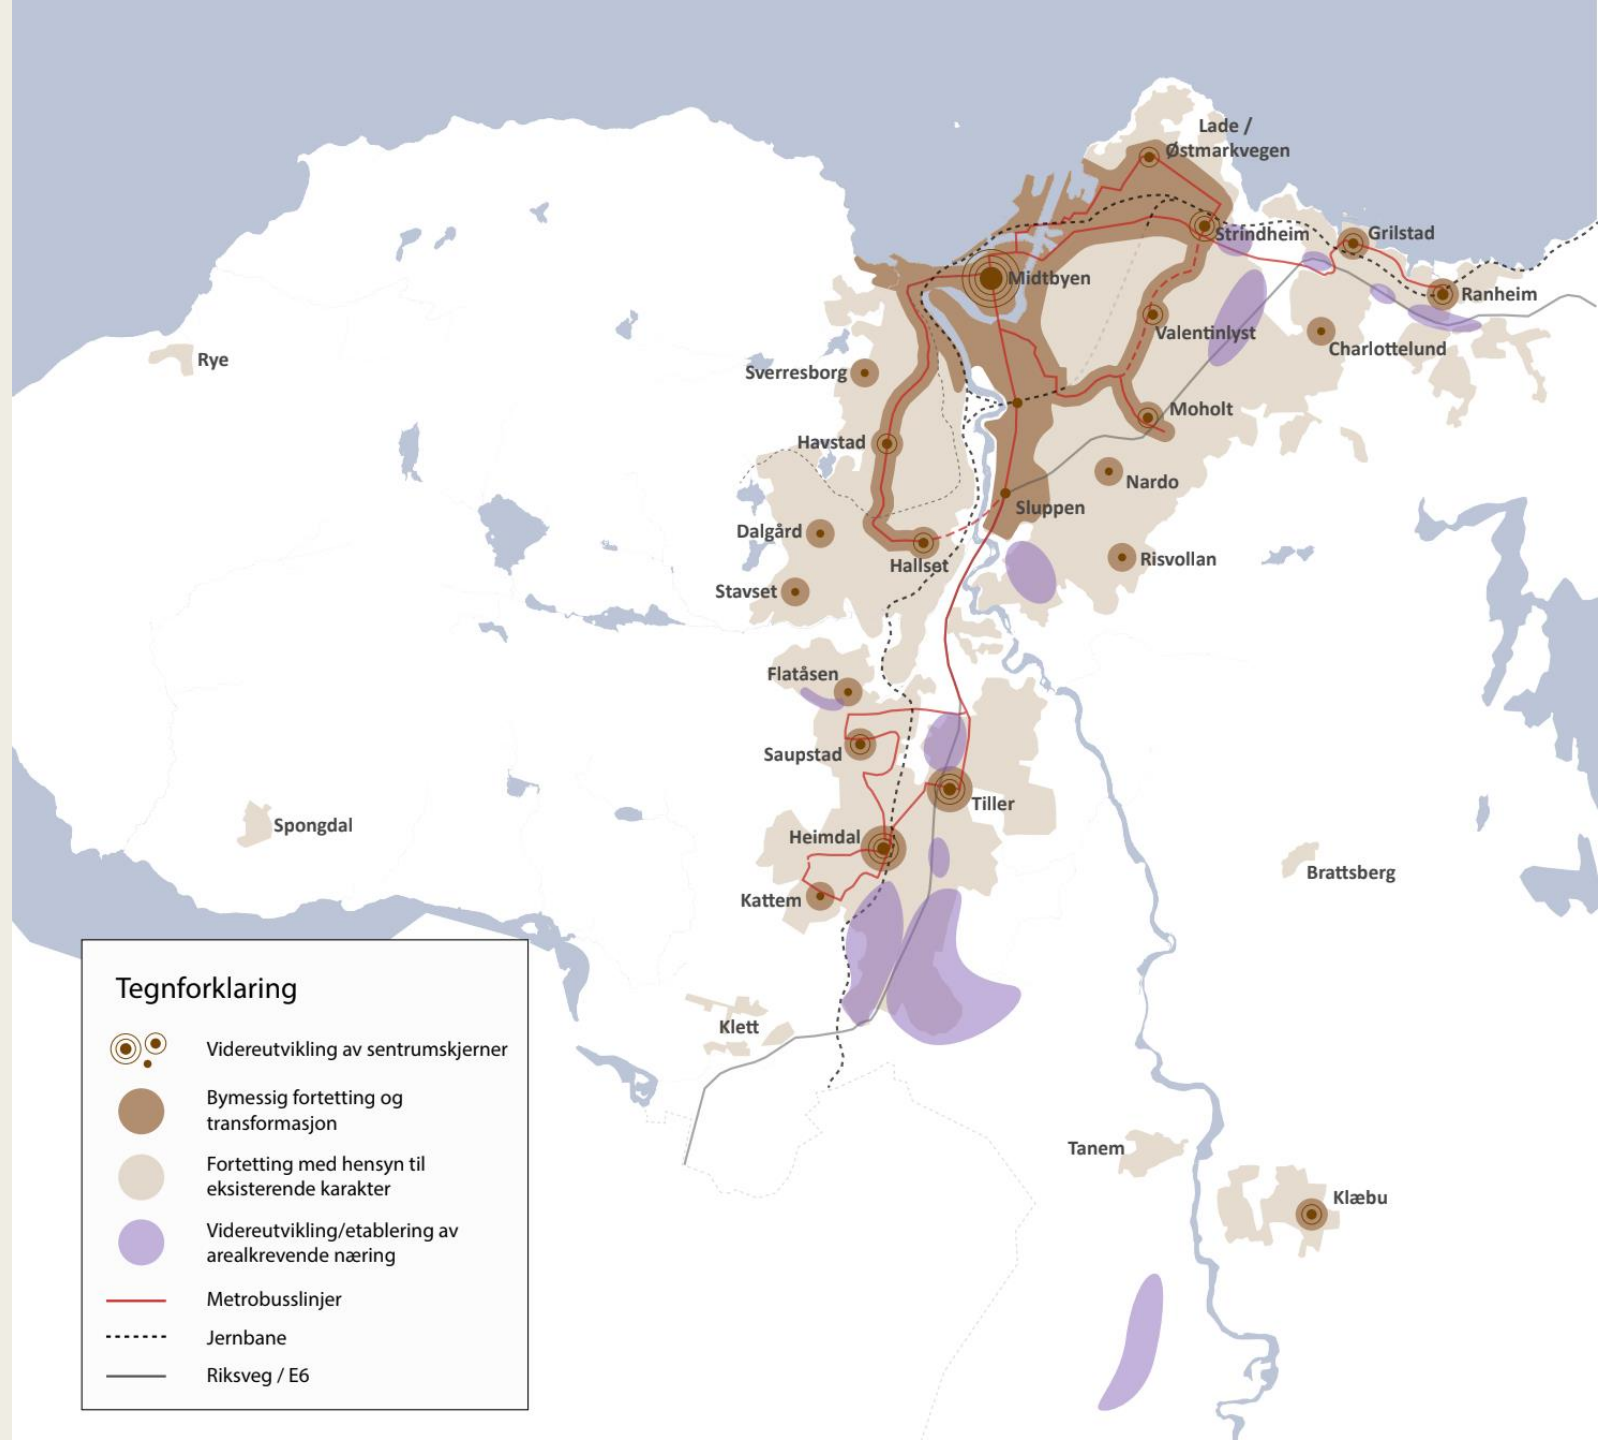 Lade /
Østmarkvegen
Strindheim
Grilstad
Midtbyen
Ranheim
Valentinlyst
Charlottelund
Rye
Sverresborg
Moholt
Havstad
Nardo
Sluppen
Dalgård
Hallset
Risvollan
Stavset
Flatåsen
Saupstad
Tiller
Heimdal
Spongdal
Brattsberg
Kattem
Klett
Tanem
Klæbu
Tegnforklaring
Videreutvikling av sentrumskjerner
Bymessig fortetting og
transformasjon
Fortetting med hensyn til
eksisterende karakter
Videreutvikling/etablering av
arealkrevende næring
Metrobusslinjer
Jernbane
Riksveg / E6